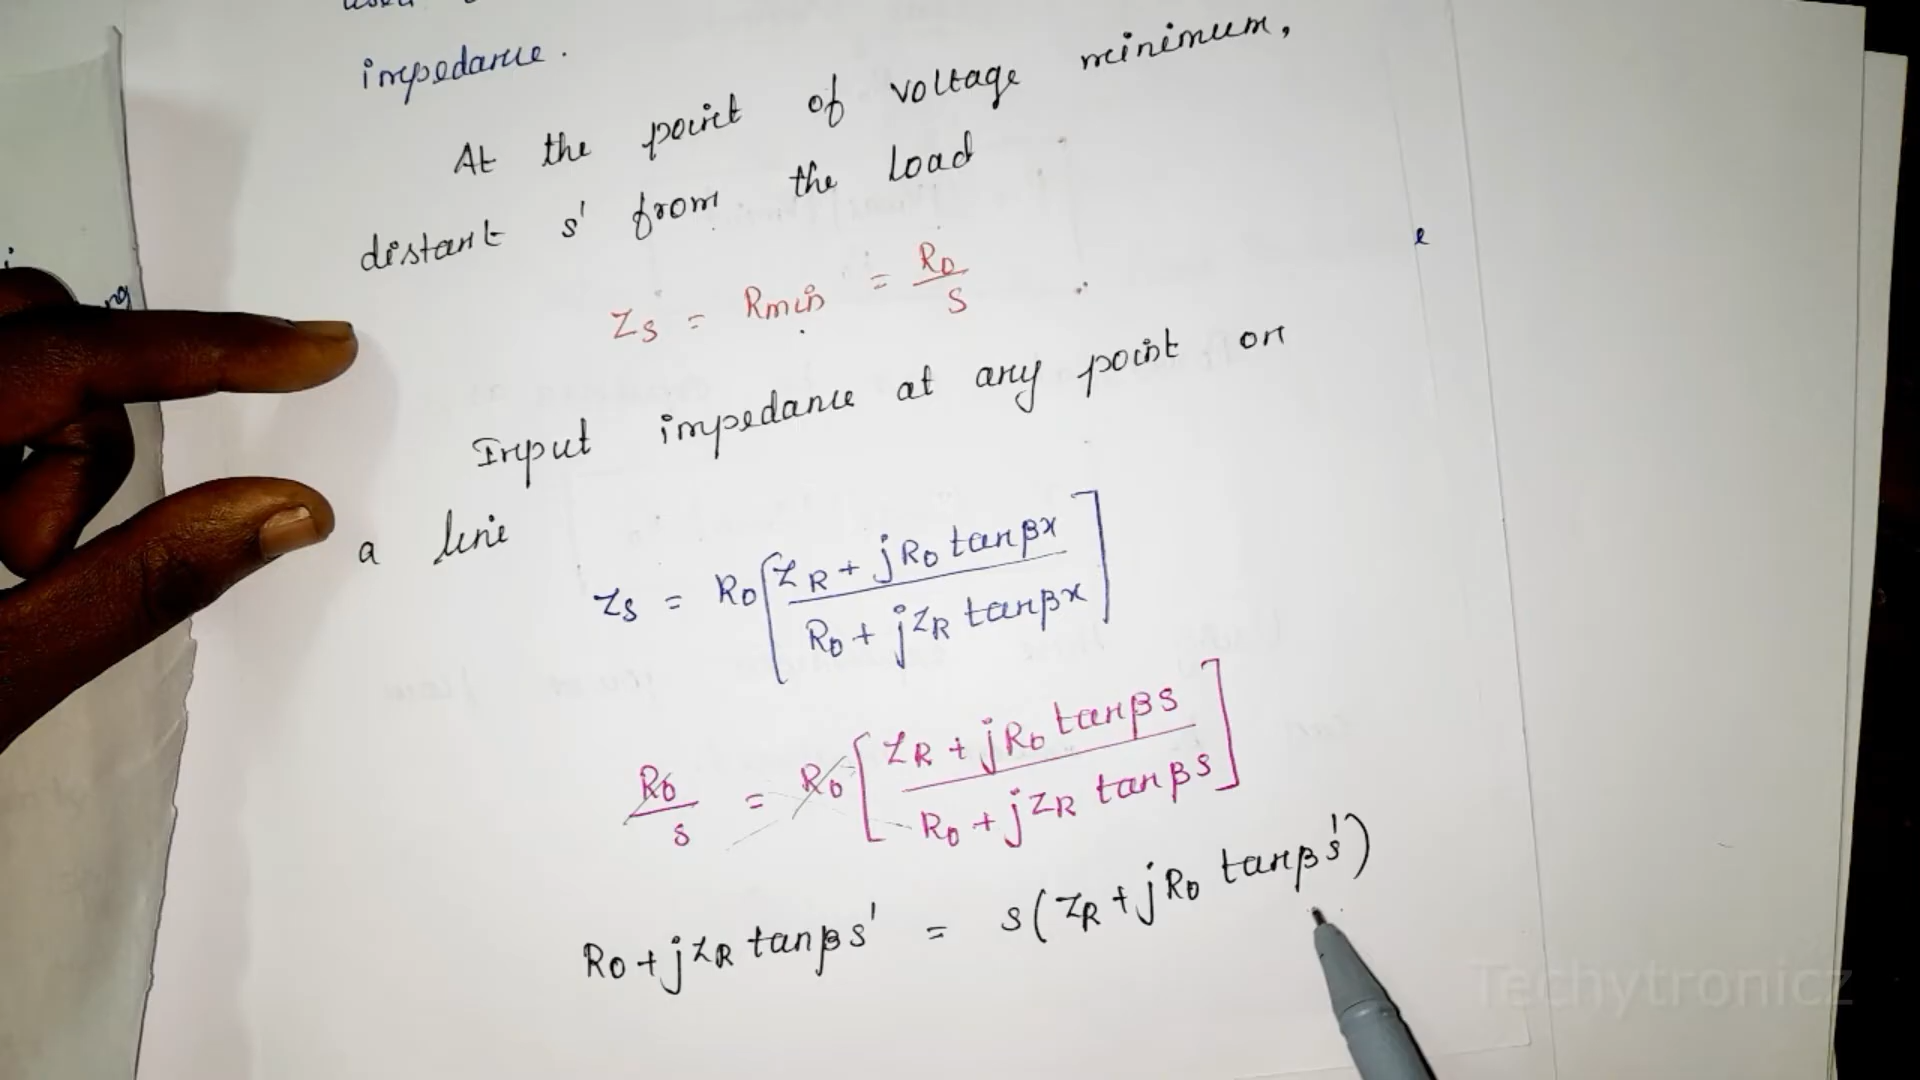 impedance.
At the point of voltage minimum,
distant s' from the load
Zs = Rmin = R0/S
Input impedance at any point on
a line
Zs = R0 [ZR + jR0 tanβx / R0 + jZR tanβx]
R0/s = R0 [ZR + jR0 tanβs / R0 + jZR tanβs]
R0 + jZR tanβs' = s(ZR + jR0 tanβs')
Techytronicz